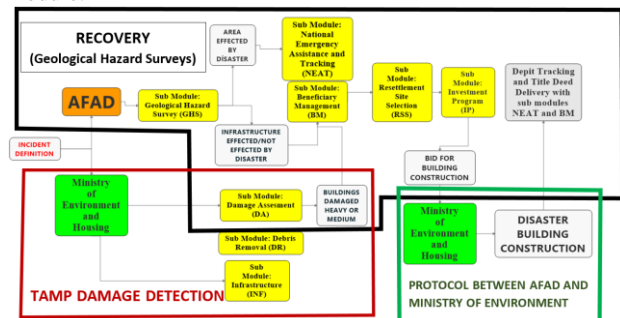 RECOVERY
(Geological Hazard Surveys)
AREA
EFFECTED
BY
DİSASTER
Sub Module:
National
Emergency
Assistance and
Tracking
(NEAT)
AFAD
Sub Module:
Geological Hazard
Survey (GHS)
Sub Module:
Beneficiary
Management (BM)
Sub
Module:
Resettlement
Site
Selection
(RSS)
Sub Module:
Investment
Program
(IP)
Depit Tracking
and Title Deed
Delivery with
sub modules
NEAT and BM
INFRASTRUCTURE
EFFECTED/NOT
EFFECTED BY
DISASTER
INCIDENT
DEFINITION
BID FOR
BUILDING
CONSTRUCTION
Ministry
of
Environment
and
Housing
Sub Module:
Damage Assesment
(DA)
BUILDINGS
DAMAGED
HEAVY OR
MEDIUM
Sub Module: Debris
Removal (DR)
Sub
Module:
Infrastructure
(INF)
TAMP DAMAGE DETECTION
Ministry
of
Environment
and
Housing
DISASTER
BUILDING
CONSTRUCTION
PROTOCOL BETWEEN AFAD AND
MINISTRY OF ENVIRONMENT